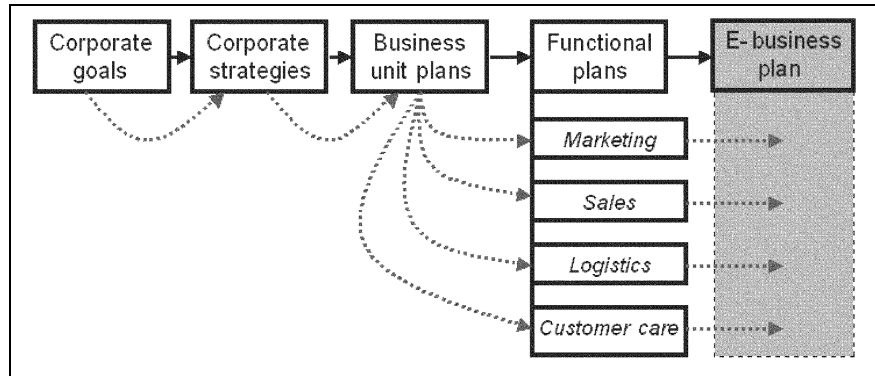 Corporate
goals
Corporate
strategies
Business
unit plans
Functional
plans
E- business
plan
Marketing
Sales
Logistics
Customer care